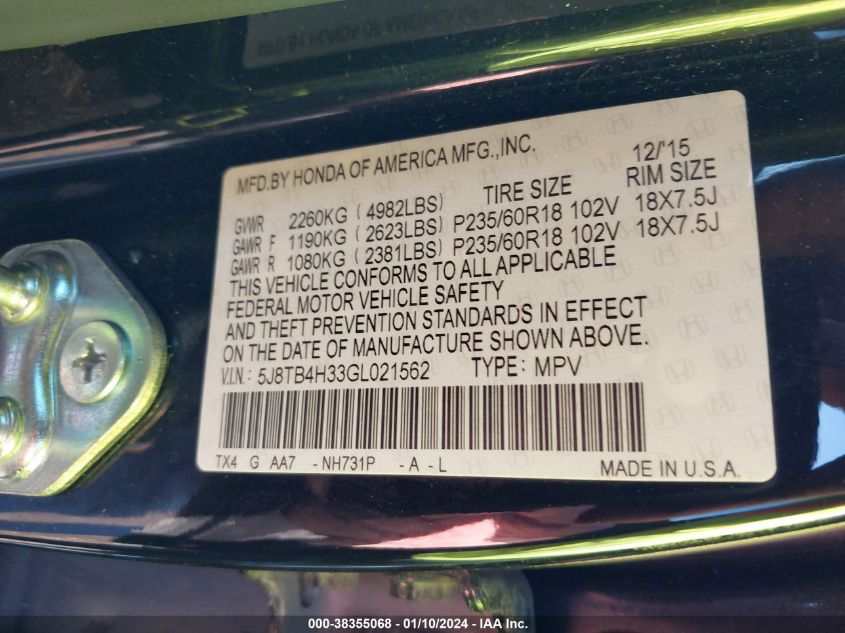 MFD.BY HONDA OF AMERICA MFG.,INC. 12/'15
TIRE SIZE RIM SIZE
GVWR 2260KG ( 4982LBS)
GAWR F 1190KG ( 2623LBS) P235/60R18 102V 18X7.5J
GAWR R 1080KG ( 2381LBS) P235/60R18 102V 18X7.5J
THIS VEHICLE CONFORMS TO ALL APPLICABLE
FEDERAL MOTOR VEHICLE SAFETY
AND THEFT PREVENTION STANDARDS IN EFFECT
ON THE DATE OF MANUFACTURE SHOWN ABOVE.
V.I.N: 5J8TB4H33GL021562 TYPE: MPV
TX4 G AA7 -NH731P -A -L
MADE IN U.S.A.
000-38355068 - 01/10/2024 - IAA Inc.